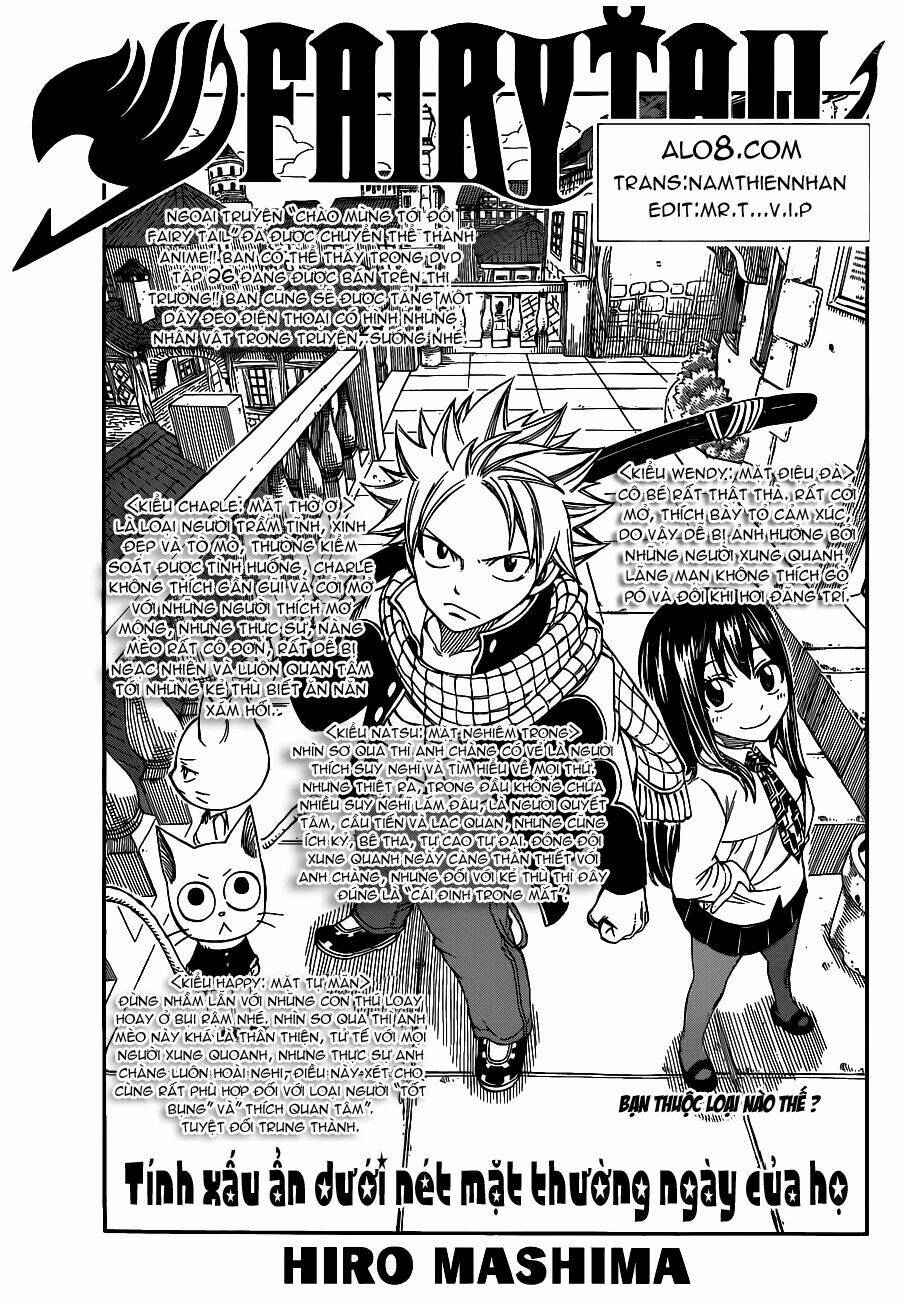 FAIRY TAIL
ALO8.COM
TRANS:NAMTHIENNHAN
EDIT:MR.T...V.I.P
NGOẠI TRUYỆN "CHÀO MỪNG TỚI ĐỒI
FAIRY TAIL" ĐÃ ĐƯỢC CHUYỂN THỂ THÀNH
ANIME!! BẠN CÓ THỂ THẤY TRONG DVD
TẬP 26 ĐANG ĐƯỢC BÁN TRÊN THỊ
TRƯỜNG!! BẠN CŨNG SẼ ĐƯỢC TẶNG MỘT
DÂY ĐEO ĐIỆN THOẠI CÓ HÌNH NHỮNG
NHÂN VẬT TRONG TRUYỆN, SƯỚNG NHÉ.
<KIỂU WENDY: MẶT ĐIỆU ĐÀ>
CÔ BÉ RẤT THẬT THÀ. RẤT CỞI
MỞ, THÍCH BÀY TỎ CẢM XÚC,
DO VẬY DỄ BỊ ẢNH HƯỞNG BỞI
NHỮNG NGƯỜI XUNG QUANH,
LÃNG MẠN KHÔNG THÍCH GÒ
BÓ VÀ ĐÔI KHI HƠI ĐÃNG TRÍ.
<KIỂU CHARLE: MẶT THỜ Ơ >
LÀ LOẠI NGƯỜI TRẦM TĨNH, XINH
ĐẸP VÀ TÒ MÒ, THƯỜNG KIỂM
SOÁT ĐƯỢC TÌNH HUỐNG, CHARLE
KHÔNG THÍCH GẦN GŨI VÀ CỞI MỞ
VỚI NHỮNG NGƯỜI THÍCH MƠ
MỘNG, NHƯNG THỰC SỰ, NÀNG
MÈO RẤT CÔ ĐƠN, RẤT DỄ BỊ
NGẠC NHIÊN VÀ LUÔN QUAN TÂM
TỚI NHỮNG KẺ THÙ BIẾT ĂN NĂN
XÁM HỐI..
<KIỂU NATSU: MẶT NGHIÊM TRỌNG>
NHÌN SƠ QUA THÌ ANH CHÀNG CÓ VẺ LÀ NGƯỜI
THÍCH SUY NGHĨ VÀ TÌM HIỂU VỀ MỌI THỨ.
NHƯNG THIỆT RA, TRONG ĐẦU KHÔNG CHỨA
NHIỀU SUY NGHĨ LẮM ĐÂU, LÀ NGƯỜI QUYẾT
TÂM, CẦU TIẾN VÀ LẠC QUAN, NHƯNG CŨNG
ÍCH KỶ, BÊ THA, TỰ CAO TỰ ĐẠI. ĐỒNG ĐỘI
XUNG QUANH NGÀY CÀNG THÂN THIẾT VỚI
ANH CHÀNG, NHƯNG ĐỐI VỚI KẺ THÙ THÌ ĐÂY
ĐÚNG LÀ "CÁI ĐINH TRONG MẮT".
<KIỂU HAPPY: MẶT TỰ MÃN>
ĐỪNG NHẦM LẪN VỚI NHỮNG CON THÚ LOAY
HOAY Ở BỤI RẬM NHÉ. NHÌN SƠ QUA THÌ ANH
MÈO NÀY KHÁ LÀ THÂN THIỆN, TỬ TẾ VỚI MỌI
NGƯỜI XUNG QUOANH, NHƯNG THỰC SỰ ANH
CHÀNG LUÔN HOÀI NGHI, ĐIỀU NÀY XÉT CHO
CÙNG RẤT PHÙ HỢP ĐỐI VỚI LOẠI NGƯỜI "TỐT
BỤNG" VÀ" THÍCH QUAN TÂM".
TUYỆT ĐỐI TRUNG THÀNH.
BẠN THUỘC LOẠI NÀO THẾ ?
Tính xấu ẩn dưới nét mặt thường ngày của họ
HIRO MASHIMA